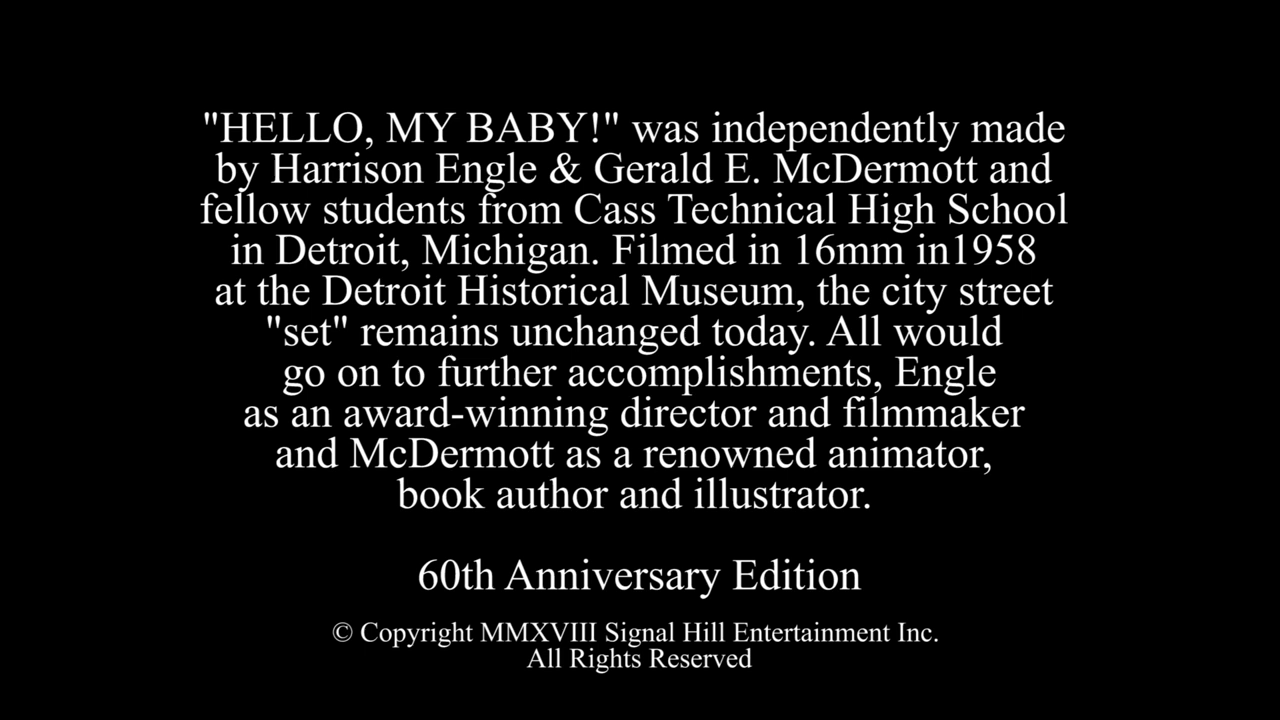 "HELLO, MY BABY!" was independently made
by Harrison Engle & Gerald E. McDermott and
fellow students from Cass Technical High School
in Detroit, Michigan. Filmed in 16mm in1958
at the Detroit Historical Museum, the city street
"set" remains unchanged today. All would
go on to further accomplishments, Engle
as an award-winning director and filmmaker
and McDermott as a renowned animator,
book author and illustrator.
60th Anniversary Edition
© Copyright MMXVIII Signal Hill Entertainment Inc.
All Rights Reserved